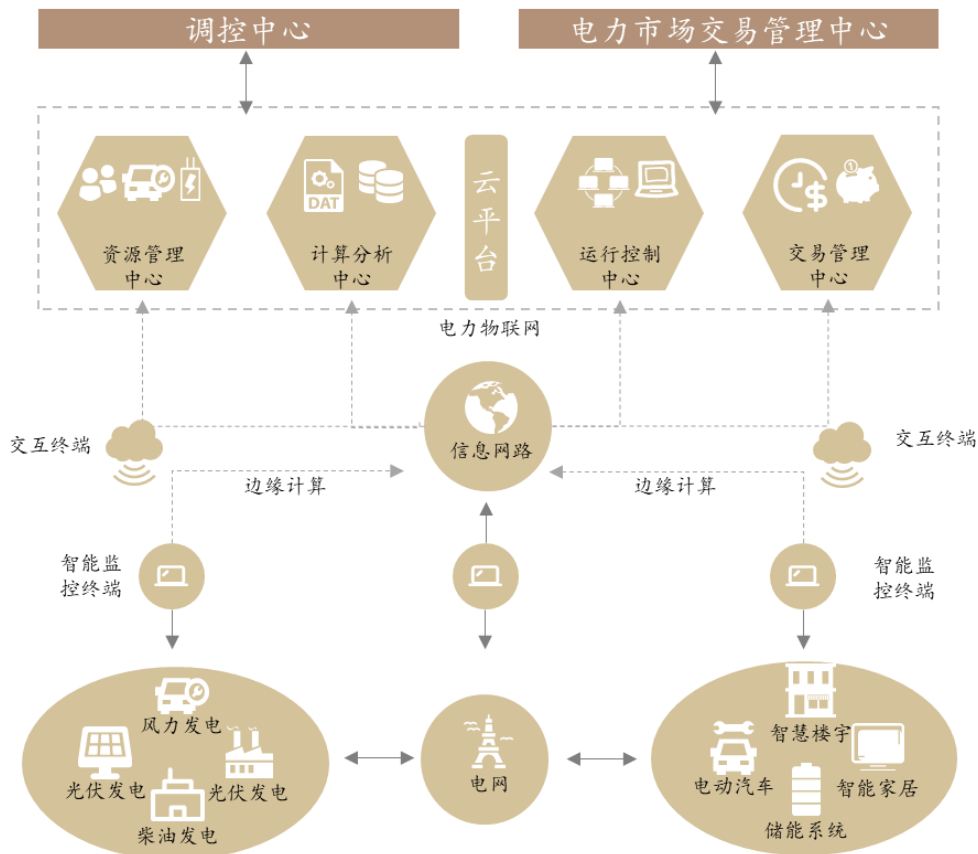 调控中心
电力市场交易管理中心
DAT
1
$
云平台
资源管理
中心
计算分析
中心
运行控制
中心
交易管理
中心
电力物联网
信息网路
交互终端
交互终端
边缘计算
边缘计算
智能监
控终端
智能监
控终端
风力发电
光伏发电
光伏发电
柴油发电
电网
智慧楼宇
电动汽车
智能家居
储能系统